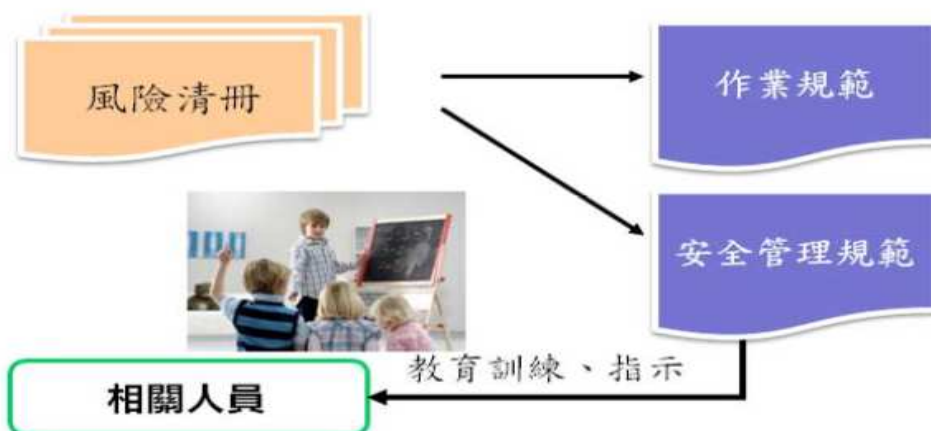 風險清冊
作業規範
安全管理規範
教育訓練、指示
相關人員